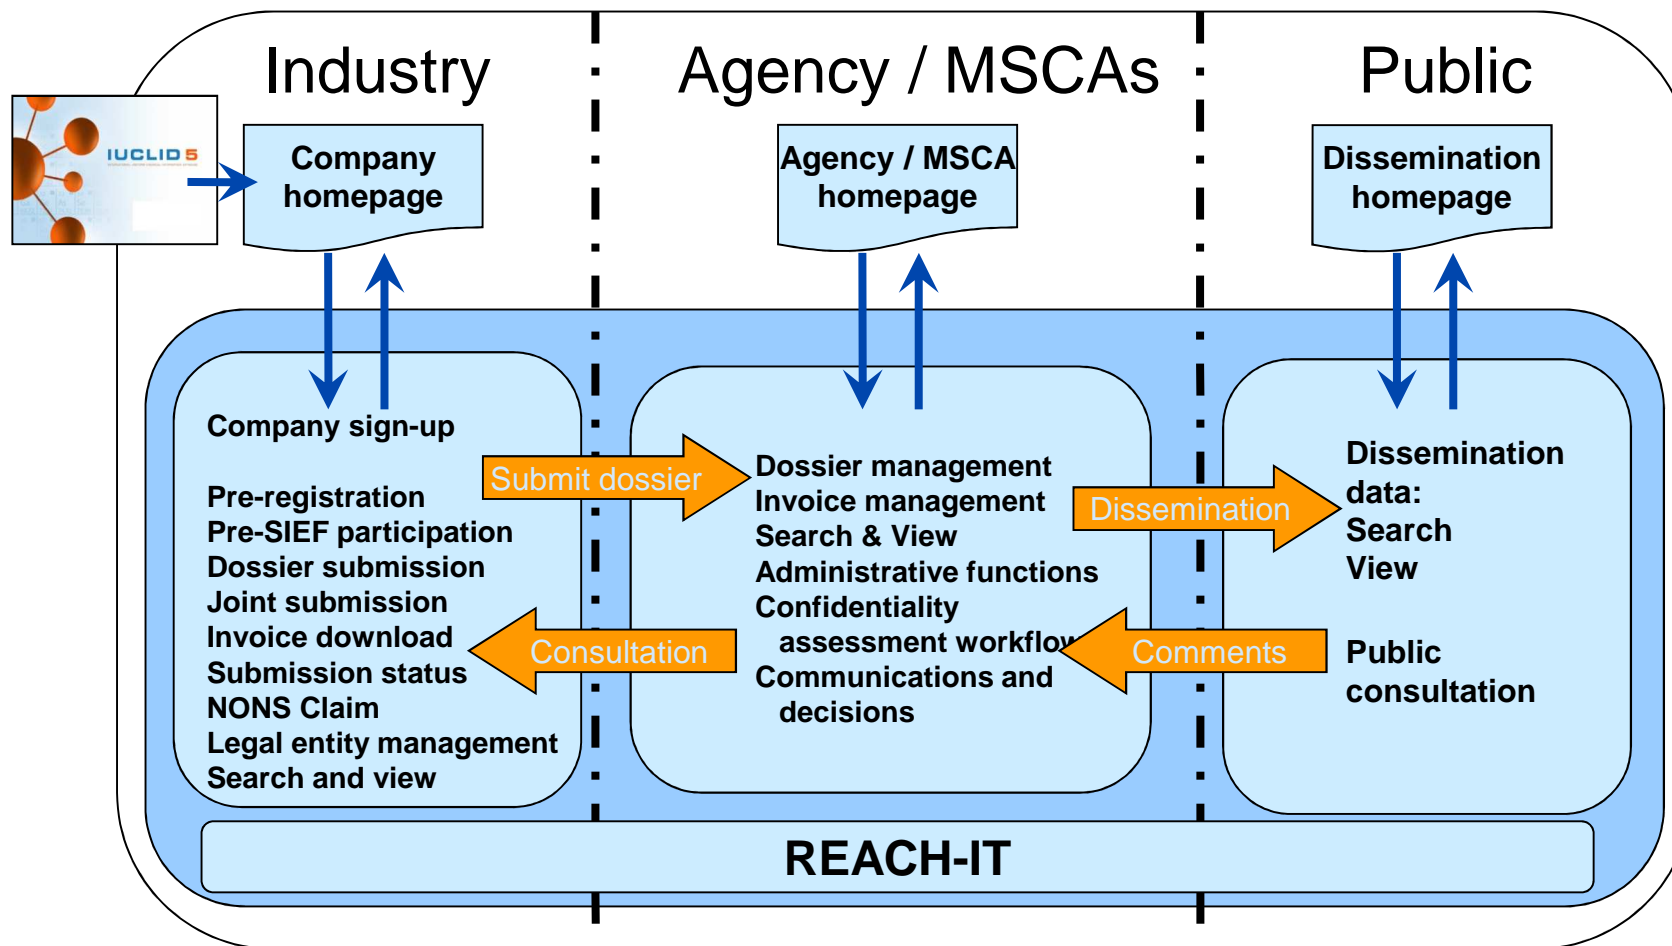 Industry
Agency / MSCAs
Public
IUCLID 5
Company
homepage
Agency / MSCA
homepage
Dissemination
homepage
Company sign-up
Pre-registration
Pre-SIEF participation
Dossier submission
Joint submission
Invoice download
Submission status
NONS Claim
Legal entity management
Search and view
Submit dossier
Consultation
Dossier management
Invoice management
Search & View
Administrative functions
Confidentiality
assessment workflow
Communications and
decisions
Dissemination
Comments
Dissemination
data:
Search
View
Public
consultation
REACH-IT